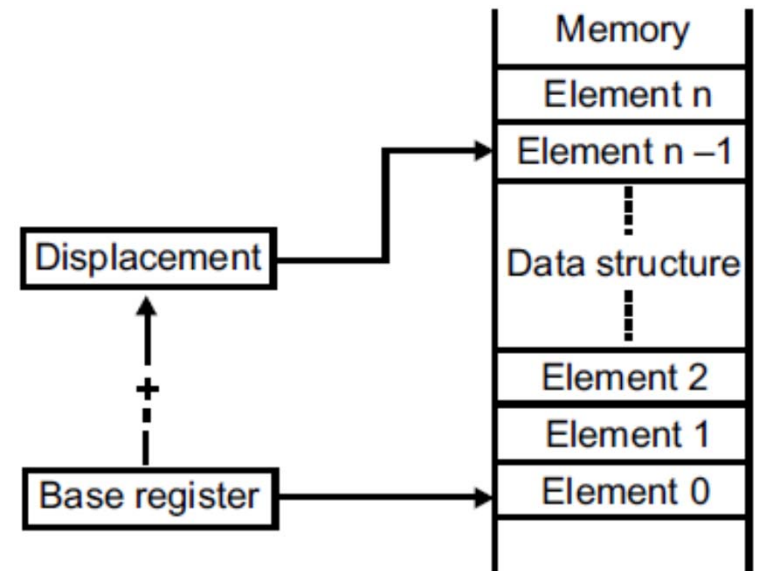 Memory
Element n
Element n –1
Displacement
Data structure
+
Element 2
Element 1
Base register
Element 0